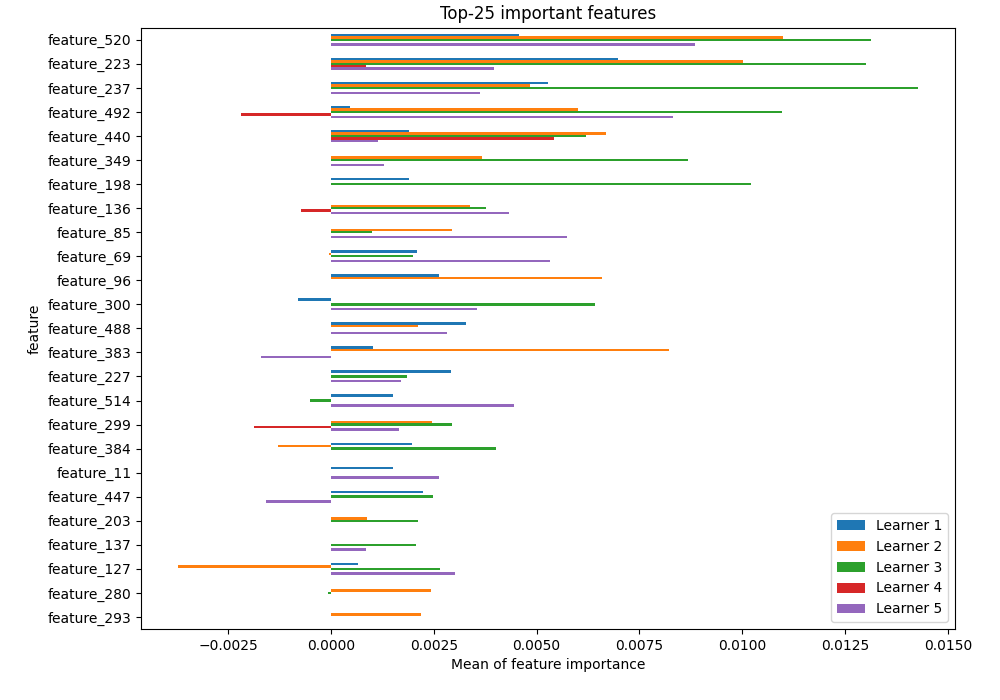 Top-25 important features
feature
feature_520
feature_223
feature_237
feature_492
feature_440
feature_349
feature_198
feature_136
feature_85
feature_69
feature_96
feature_300
feature_488
feature_383
feature_227
feature_514
feature_299
feature_384
feature_11
feature_447
feature_203
feature_137
feature_127
feature_280
feature_293
Learner 1
Learner 2
Learner 3
Learner 4
Learner 5
−0.0025 0.0000 0.0025 0.0050 0.0075 0.0100 0.0125 0.0150
Mean of feature importance